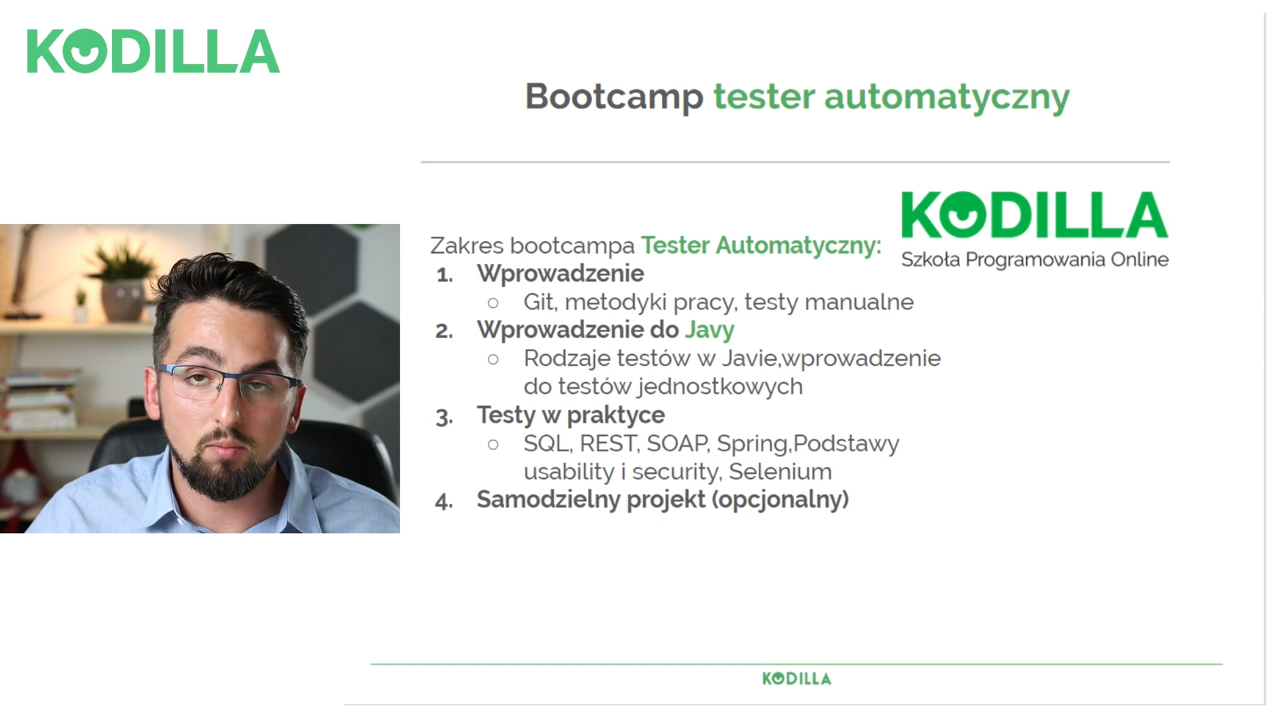 KODILLA
Bootcamp tester automatyczny
KODILLA
Szkoła Programowania Online
Zakres bootcampa Tester Automatyczny:
1. Wprowadzenie
○ Git, metodyki pracy, testy manualne
2. Wprowadzenie do Javy
○ Rodzaje testów w Javie,wprowadzenie
do testów jednostkowych
3. Testy w praktyce
○ SQL, REST, SOAP, Spring,Podstawy
usability i security, Selenium
4. Samodzielny projekt (opcjonalny)
KODILLA